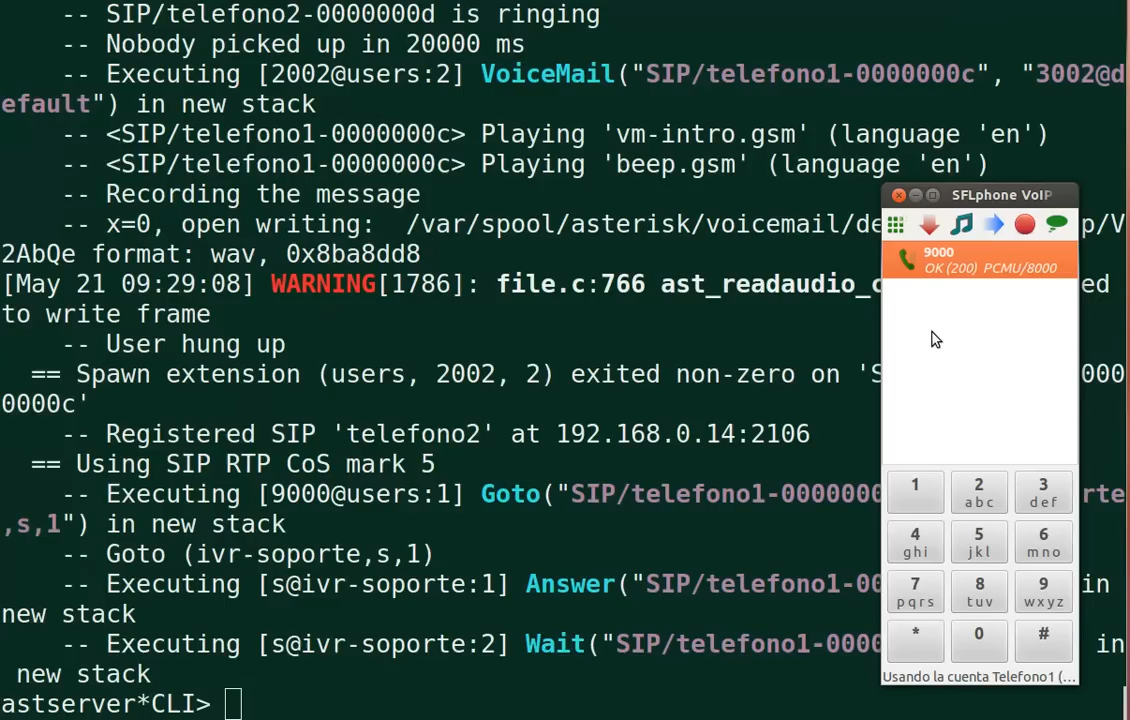 -- SIP/telefono2-0000000d is ringing
-- Nobody picked up in 20000 ms
-- Executing [2002@users:2] VoiceMail("SIP/telefono1-0000000c", "3002@d
efault") in new stack
-- <SIP/telefono1-0000000c> Playing 'vm-intro.gsm' (language 'en')
-- <SIP/telefono1-0000000c> Playing 'beep.gsm' (language 'en')
-- Recording the message
-- x=0, open writing:  /var/spool/asterisk/voicemail/de p/V
2AbQe format: wav, 0x8ba8dd8
[May 21 09:29:08] WARNING[1786]: file.c:766 ast_readaudio_c ed
to write frame
-- User hung up
== Spawn extension (users, 2002, 2) exited non-zero on 'S 000
0000c'
-- Registered SIP 'telefono2' at 192.168.0.14:2106
== Using SIP RTP CoS mark 5
-- Executing [9000@users:1] Goto("SIP/telefono1-0000000 rte
,s,1") in new stack
-- Goto (ivr-soporte,s,1)
-- Executing [s@ivr-soporte:1] Answer("SIP/telefono1-00 in
new stack
-- Executing [s@ivr-soporte:2] Wait("SIP/telefono1-0000 in
new stack
astserver*CLI>
SFLphone VoIP
9000
OK (200) PCMU/8000
1 2 3
abc def
4 5 6
ghi jkl mno
7 8 9
pqrs tuv wxyz
* 0 #
Usando la cuenta Telefono1 (...